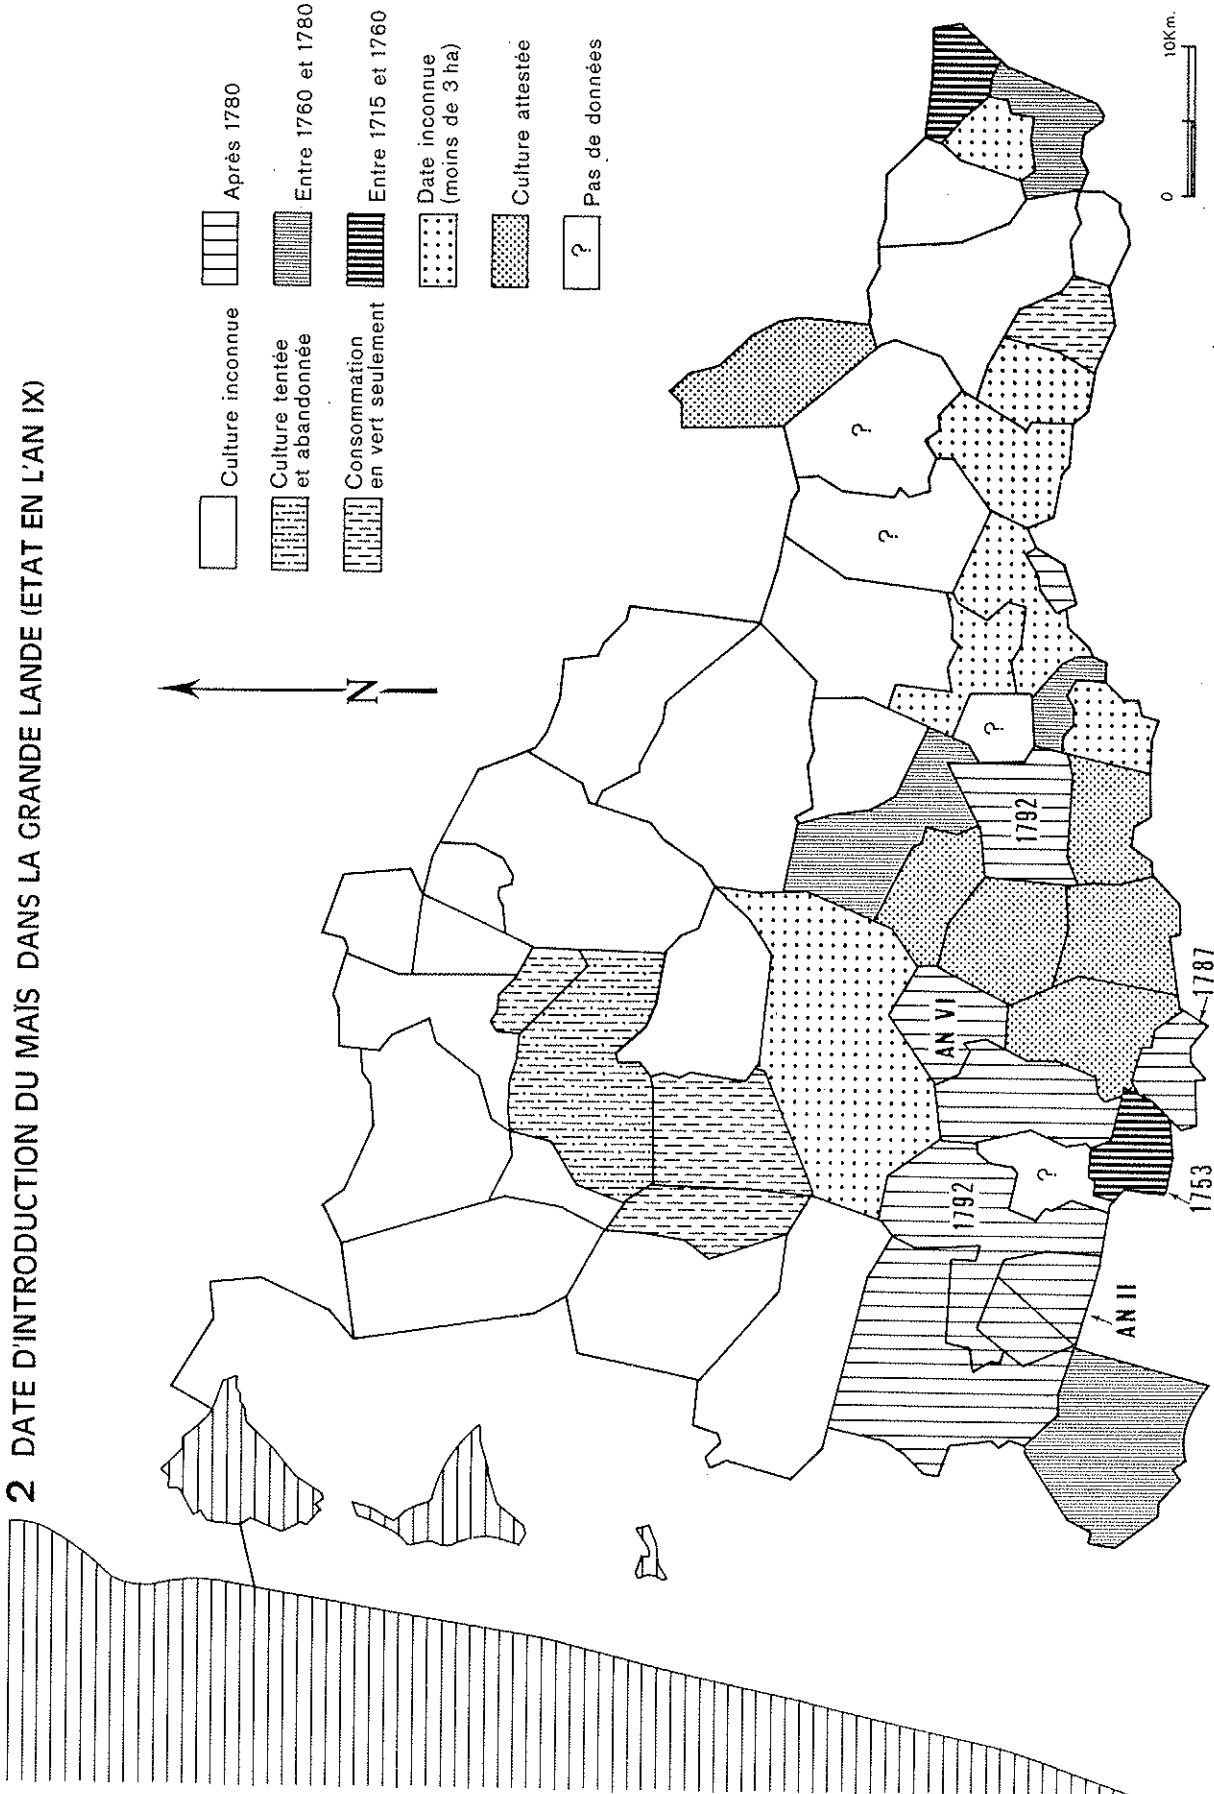 2 DATE D'INTRODUCTION DU MAÏS DANS LA GRANDE LANDE (ETAT EN L'AN IX)
Culture inconnue
Culture tentée
et abandonnée
Consommation
en vert seulement
Après 1780
Entre 1760 et 1780
Entre 1715 et 1760
Date inconnue
(moins de 3 ha)
Culture attestée
? Pas de données
N
?
?
?
?
1792
AN VI
1792
1787
1753
AN II
0 10Km.